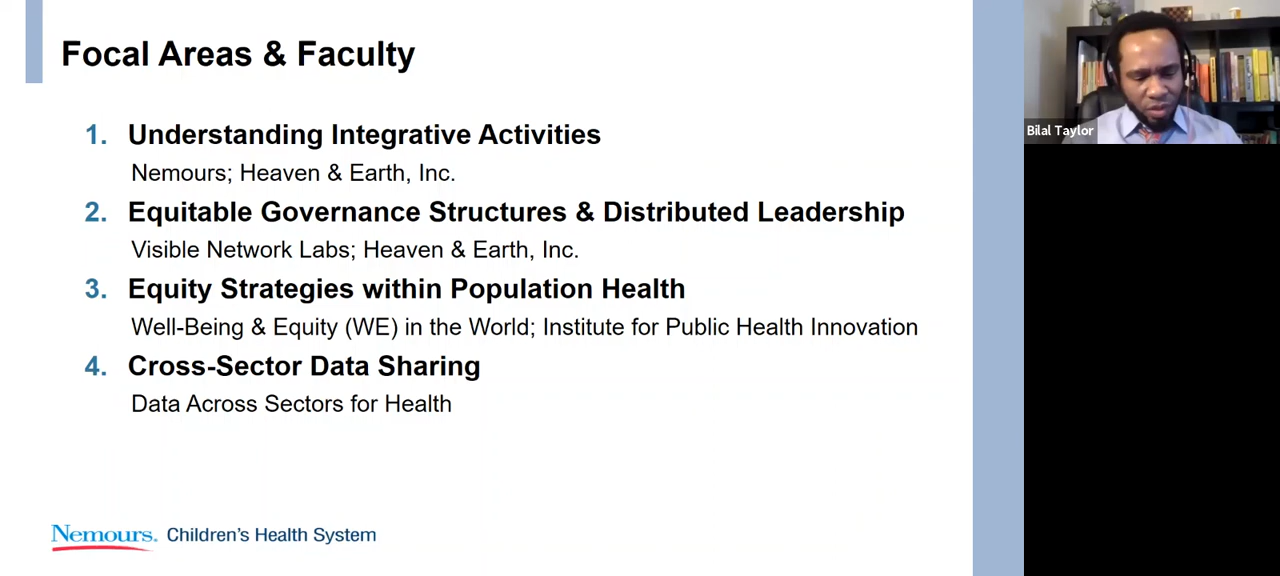 Focal Areas & Faculty
1. Understanding Integrative Activities
Nemours; Heaven & Earth, Inc.
2. Equitable Governance Structures & Distributed Leadership
Visible Network Labs; Heaven & Earth, Inc.
3. Equity Strategies within Population Health
Well-Being & Equity (WE) in the World; Institute for Public Health Innovation
4. Cross-Sector Data Sharing
Data Across Sectors for Health
Nemours. Children's Health System
Bilal Taylor